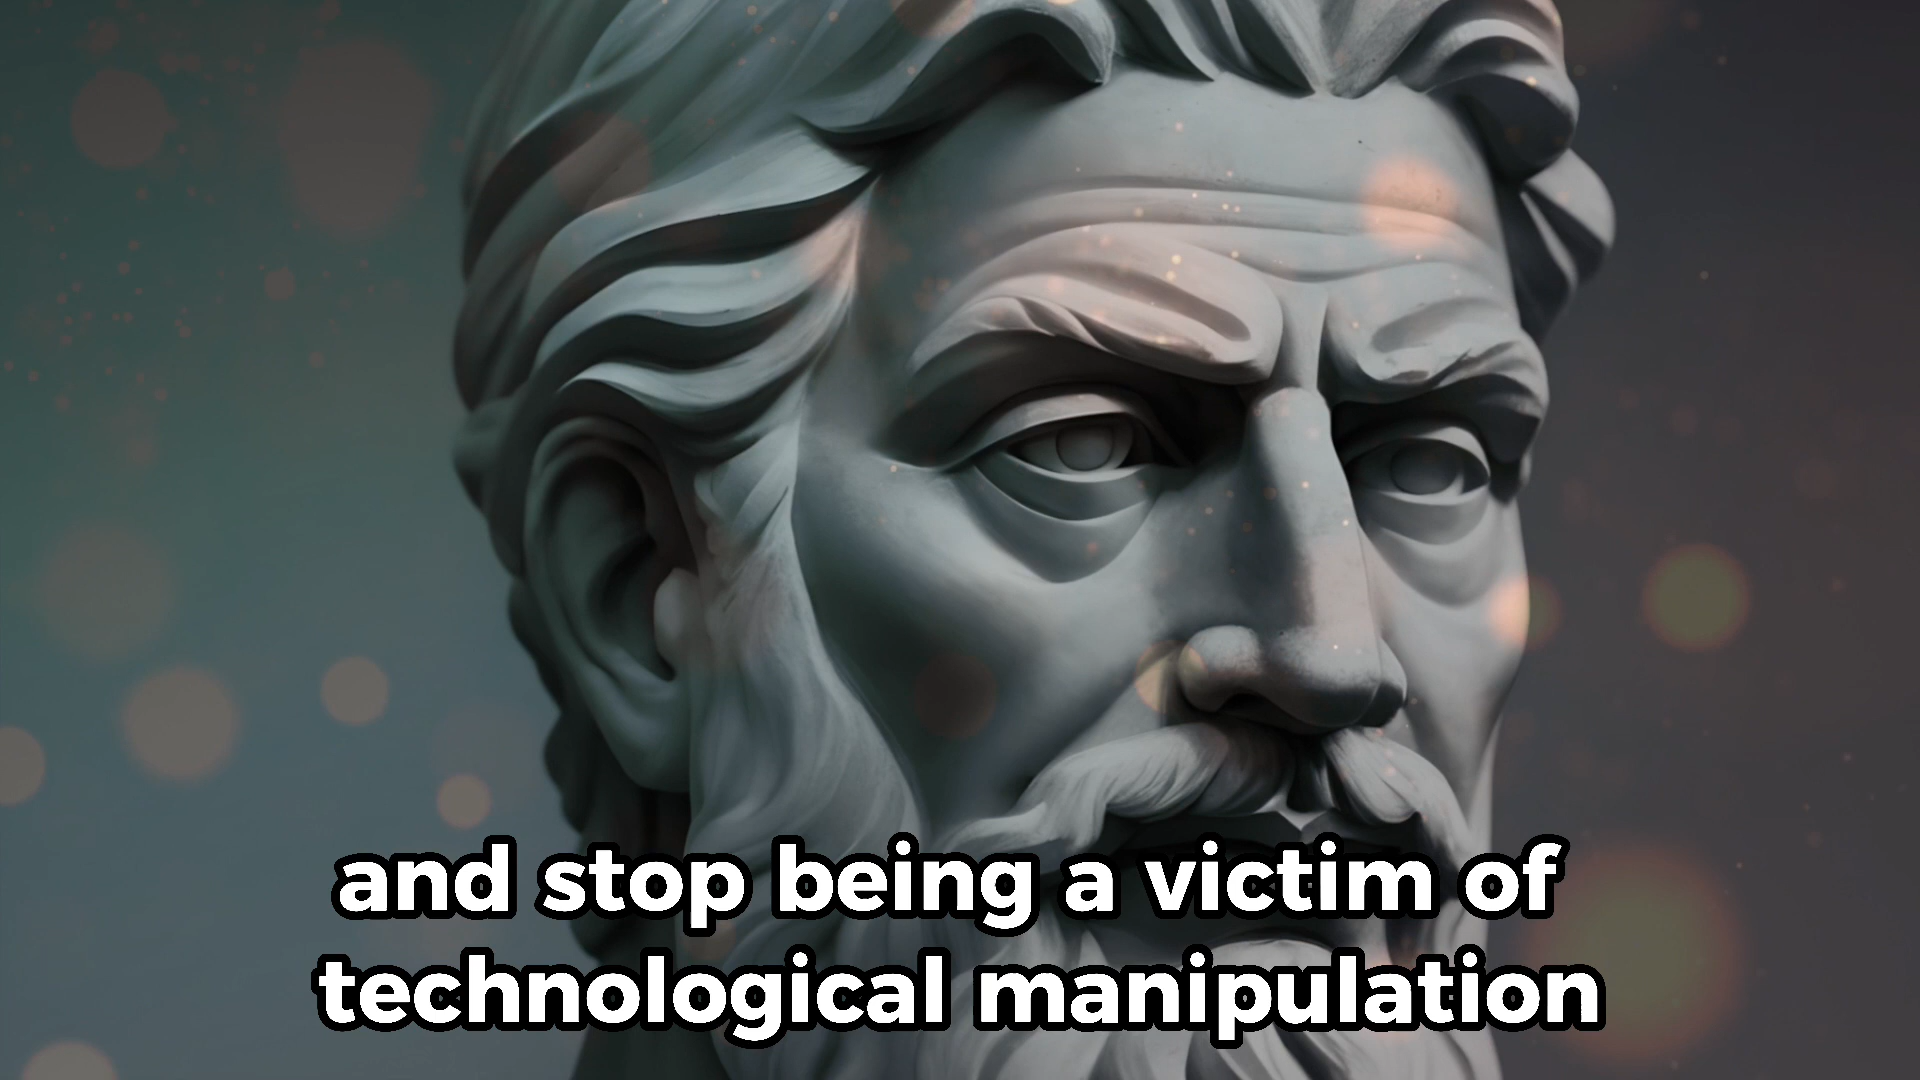 and stop being a victim of
technological manipulation